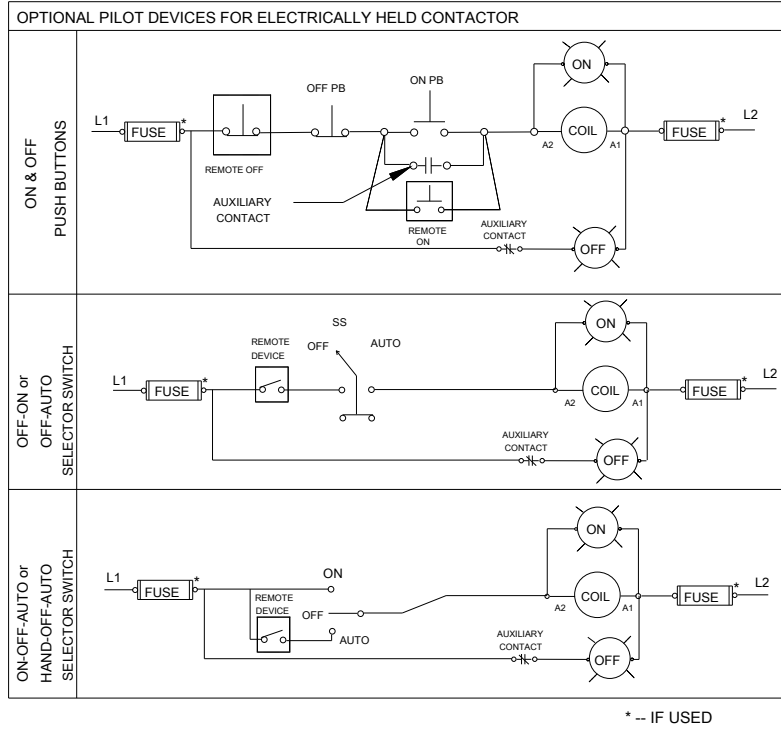 OPTIONAL PILOT DEVICES FOR ELECTRICALLY HELD CONTACTOR
ON & OFF
PUSH BUTTONS
L1
FUSE
*
REMOTE OFF
OFF PB
ON PB
AUXILIARY
CONTACT
REMOTE
ON
AUXILIARY
CONTACT
ON
COIL
A2
A1
OFF
FUSE
*
L2
OFF-ON or
OFF-AUTO
SELECTOR SWITCH
L1
FUSE
*
REMOTE
DEVICE
SS
OFF
AUTO
AUXILIARY
CONTACT
ON
COIL
A2
A1
OFF
FUSE
*
L2
ON-OFF-AUTO or
HAND-OFF-AUTO
SELECTOR SWITCH
L1
FUSE
*
REMOTE
DEVICE
ON
OFF
AUTO
AUXILIARY
CONTACT
ON
COIL
A2
A1
OFF
FUSE
*
L2
* -- IF USED